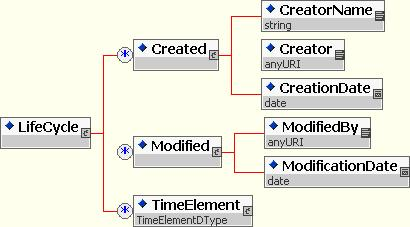 CreatorName
string
Created
Creator
anyURI
CreationDate
date
LifeCycle
ModifiedBy
anyURI
Modified
ModificationDate
date
TimeElement
TimeElementDType